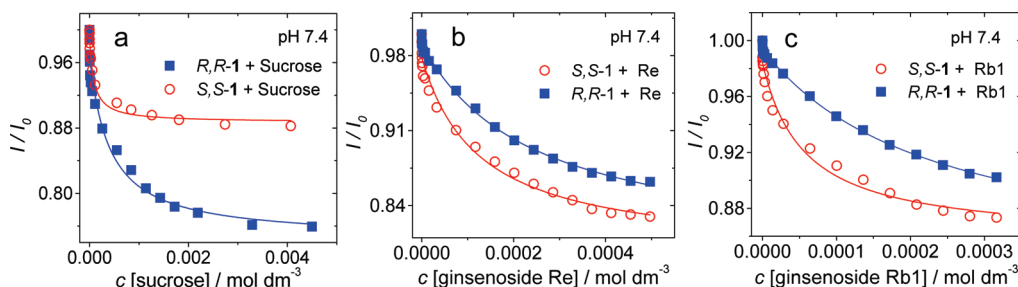 a
pH 7.4
R,R-1 + Sucrose
S,S-1 + Sucrose
0.96
0.88
0.80
I / I0
0.000
0.002
0.004
c [sucrose] / mol dm-3
b
pH 7.4
S,S-1 + Re
R,R-1 + Re
0.98
0.91
0.84
I / I0
0.0000
0.0002
0.0004
c [ginsenoside Re] / mol dm-3
c
pH 7.4
S,S-1 + Rb1
R,R-1 + Rb1
1.00
0.96
0.92
0.88
I / I0
0.0000
0.0001
0.0002
0.0003
c [ginsenoside Rb1] / mol dm-3